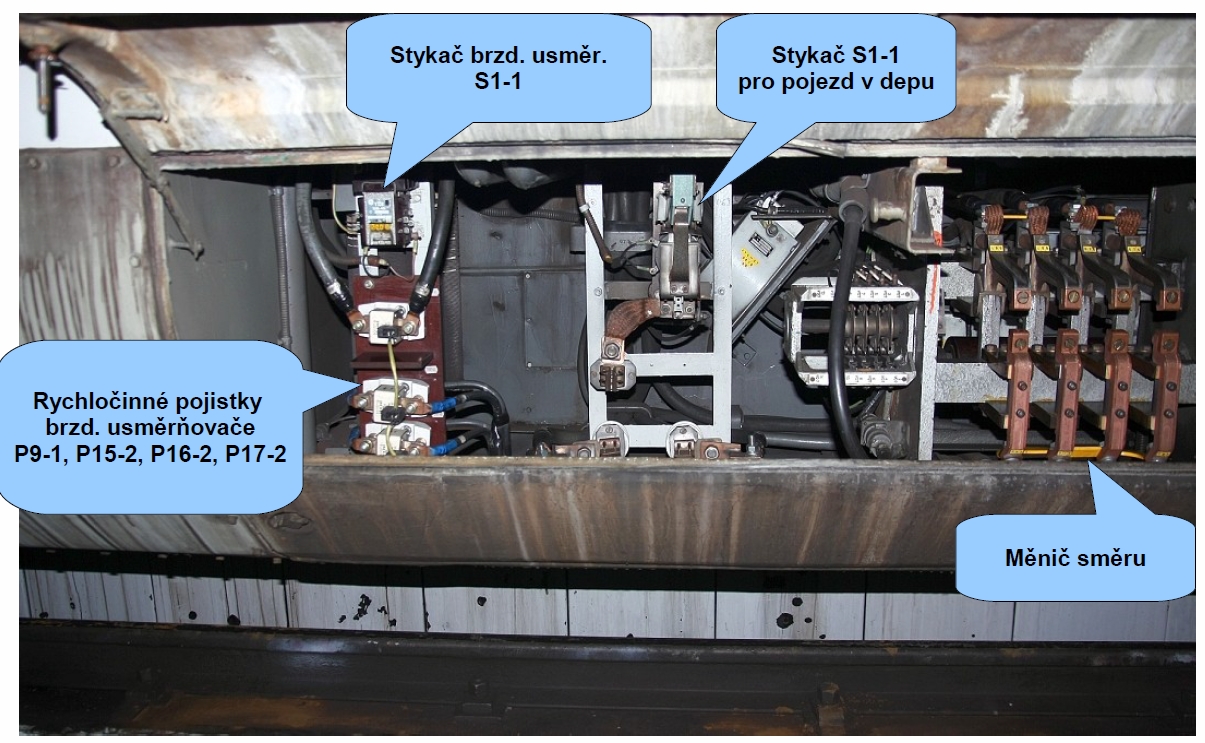 Stykač brzd. usměr.
S1-1
Stykač S1-1
pro pojezd v depu
Rychločinné pojistky
brzd. usměrňovače
P9-1, P15-2, P16-2, P17-2
Měnič směru